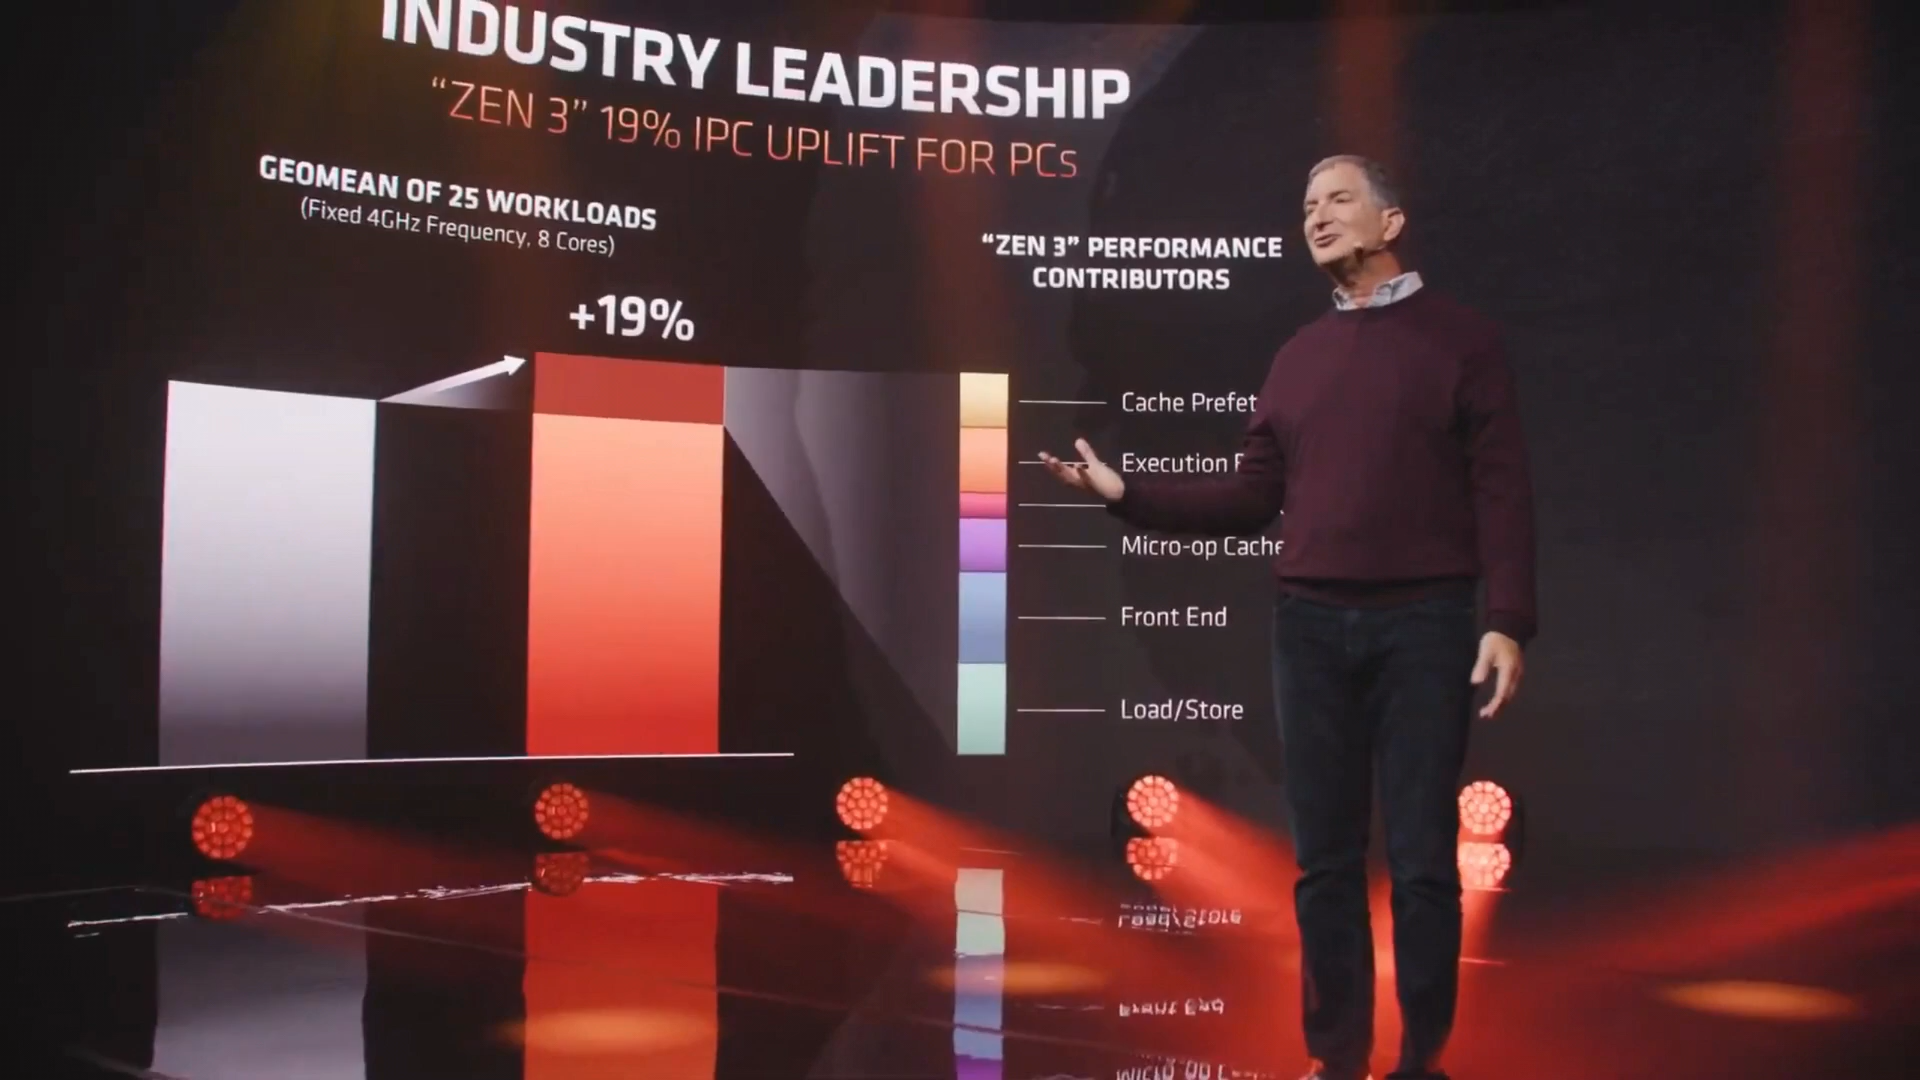 INDUSTRY LEADERSHIP
“ZEN 3” 19% IPC UPLIFT FOR PCs
GEOMEAN OF 25 WORKLOADS
(Fixed 4GHz Frequency, 8 Cores)
+19%
“ZEN 3” PERFORMANCE
CONTRIBUTORS
Cache Prefet
Execution
Micro-op Cache
Front End
Load/Store